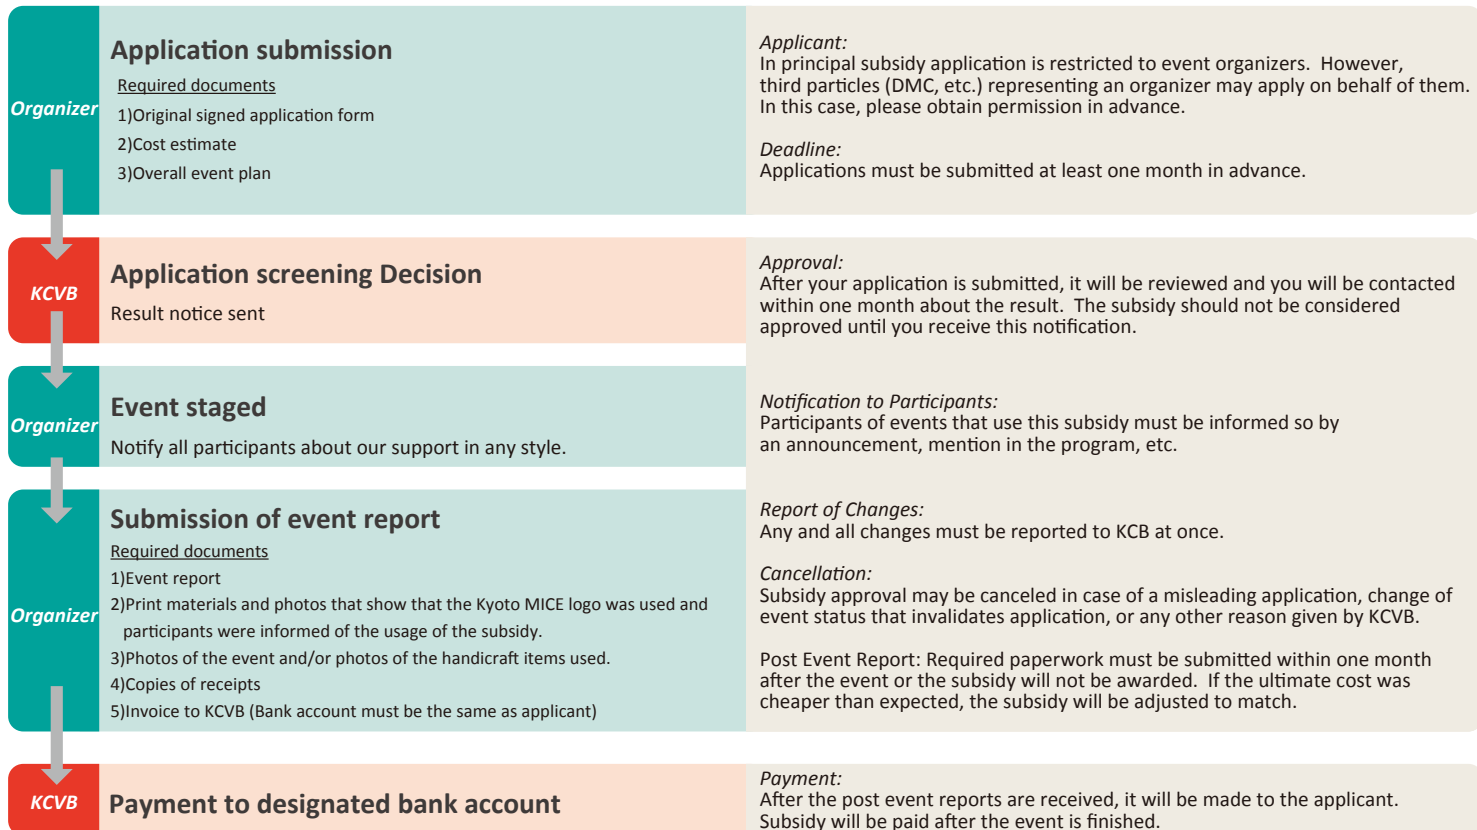 Organizer
Application submission
Required documents
1)Original signed application form
2)Cost estimate
3)Overall event plan
Applicant:
In principal subsidy application is restricted to event organizers.  However,
third particles (DMC, etc.) representing an organizer may apply on behalf of them.
In this case, please obtain permission in advance.
Deadline:
Applications must be submitted at least one month in advance.
KCVB
Application screening Decision
Result notice sent
Approval:
After your application is submitted, it will be reviewed and you will be contacted
within one month about the result.  The subsidy should not be considered
approved until you receive this notification.
Organizer
Event staged
Notify all participants about our support in any style.
Notification to Participants:
Participants of events that use this subsidy must be informed so by
an announcement, mention in the program, etc.
Organizer
Submission of event report
Required documents
1)Event report
2)Print materials and photos that show that the Kyoto MICE logo was used and
participants were informed of the usage of the subsidy.
3)Photos of the event and/or photos of the handicraft items used.
4)Copies of receipts
5)Invoice to KCVB (Bank account must be the same as applicant)
Report of Changes:
Any and all changes must be reported to KCB at once.
Cancellation:
Subsidy approval may be canceled in case of a misleading application, change of
event status that invalidates application, or any other reason given by KCVB.
Post Event Report: Required paperwork must be submitted within one month
after the event or the subsidy will not be awarded.  If the ultimate cost was
cheaper than expected, the subsidy will be adjusted to match.
KCVB
Payment to designated bank account
Payment:
After the post event reports are received, it will be made to the applicant.
Subsidy will be paid after the event is finished.